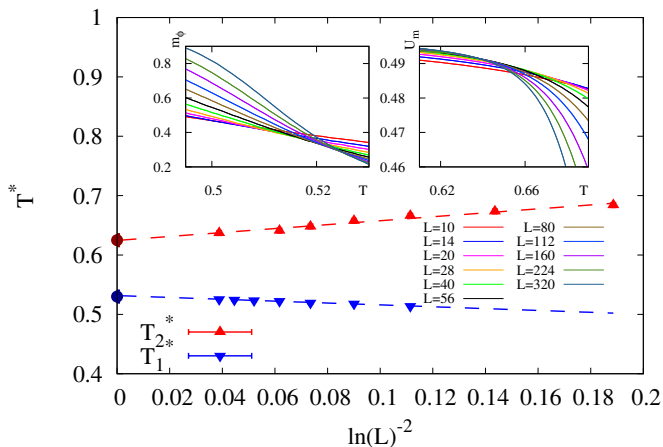 1
0.9
0.8
0.7
0.6
0.5
0.4
T*
0 0.02 0.04 0.06 0.08 0.1 0.12 0.14 0.16 0.18 0.2
ln(L)⁻²
mϕ
0.8
0.6
0.4
0.2
0.5 0.52 T
Um
0.49
0.48
0.47
0.46
0.62 0.66 T
L=10 L=80
L=14 L=112
L=20 L=160
L=28 L=224
L=40 L=320
L=56
T₂*
T₁*